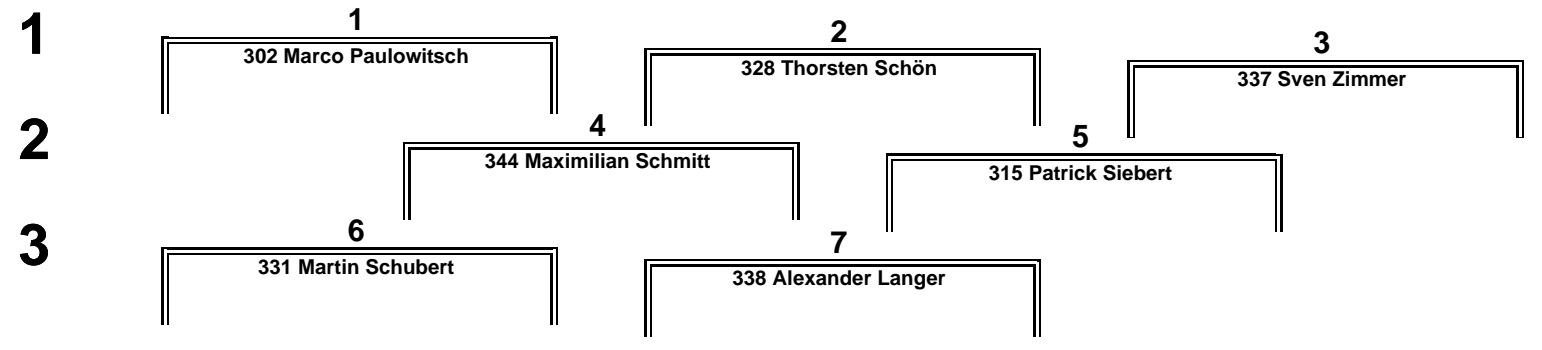 1
1
302 Marco Paulowitsch
2
328 Thorsten Schön
3
337 Sven Zimmer
2
4
344 Maximilian Schmitt
5
315 Patrick Siebert
3
6
331 Martin Schubert
7
338 Alexander Langer